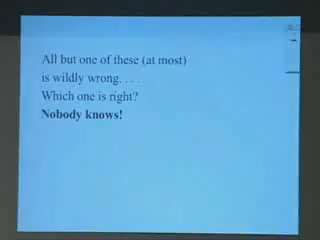 All but one of these (at most)
is wildly wrong. . . .
Which one is right?
Nobody knows!